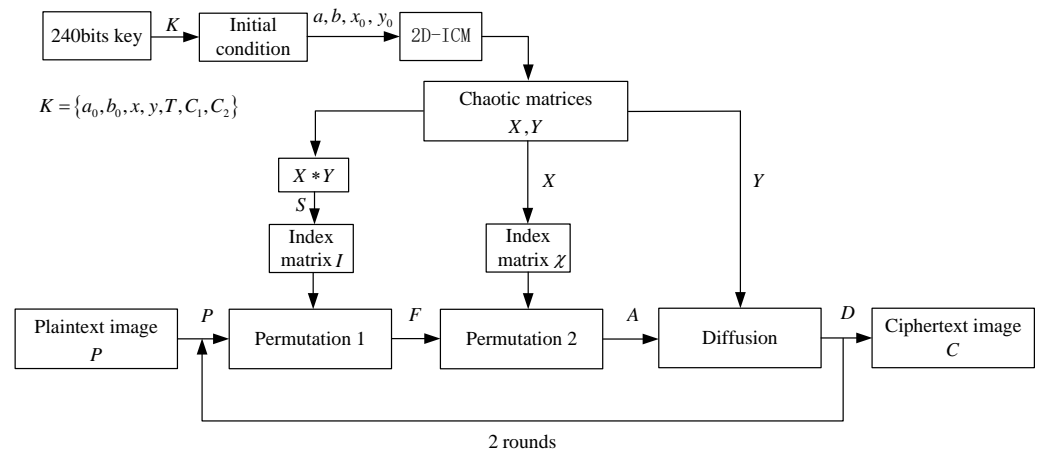 240bits key
K
Initial
condition
a, b, x₀, y₀
2D-ICM
K = {a₀, b₀, x, y, T, C₁, C₂}
Chaotic matrices
X, Y
X * Y
S
X
Y
Index
matrix I
Index
matrix χ
Plaintext image
P
P
Permutation 1
F
Permutation 2
A
Diffusion
D
Ciphertext image
C
2 rounds